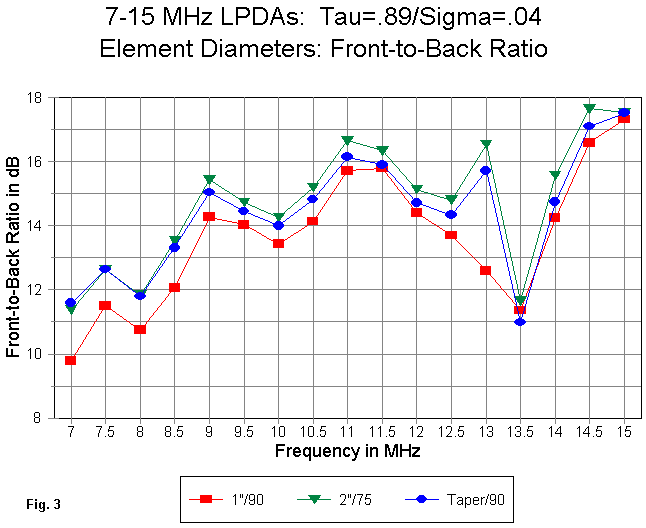 7-15 MHz LPDAs: Tau=.89/Sigma=.04
Element Diameters: Front-to-Back Ratio
Front-to-Back Ratio in dB
18
16
14
12
10
8
7 7.5 8 8.5 9 9.5 10 10.5 11 11.5 12 12.5 13 13.5 14 14.5 15
Frequency in MHz
Fig. 3
1"/90 2"/75 Taper/90